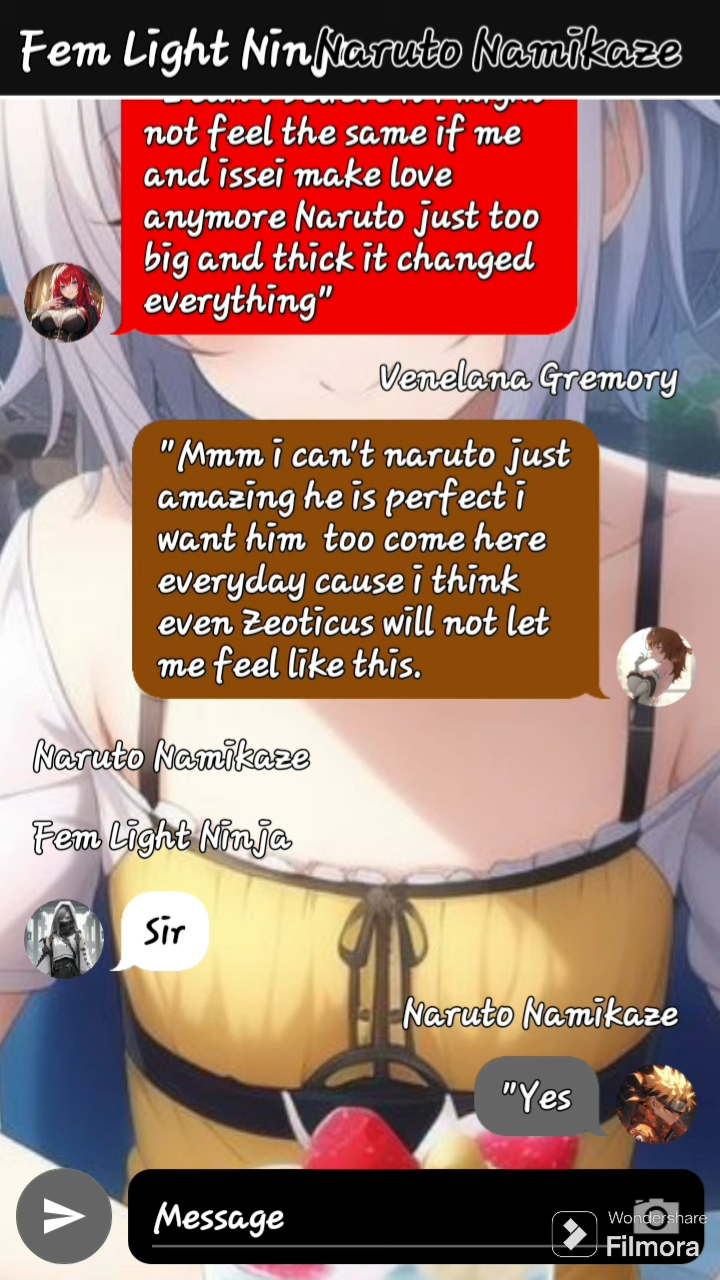 Fem Light Ninj Naruto Namikaze
not feel the same if me
and issei make love
anymore Naruto just too
big and thick it changed
everything"
Venelana Gremory
"Mmm i can't naruto just
amazing he is perfect i
want him too come here
everyday cause i think
even Zeoticus will not let
me feel like this.
Naruto Namikaze
Fem Light Ninja
Sir
Naruto Namikaze
"Yes
Message
Wondershare
Filmora